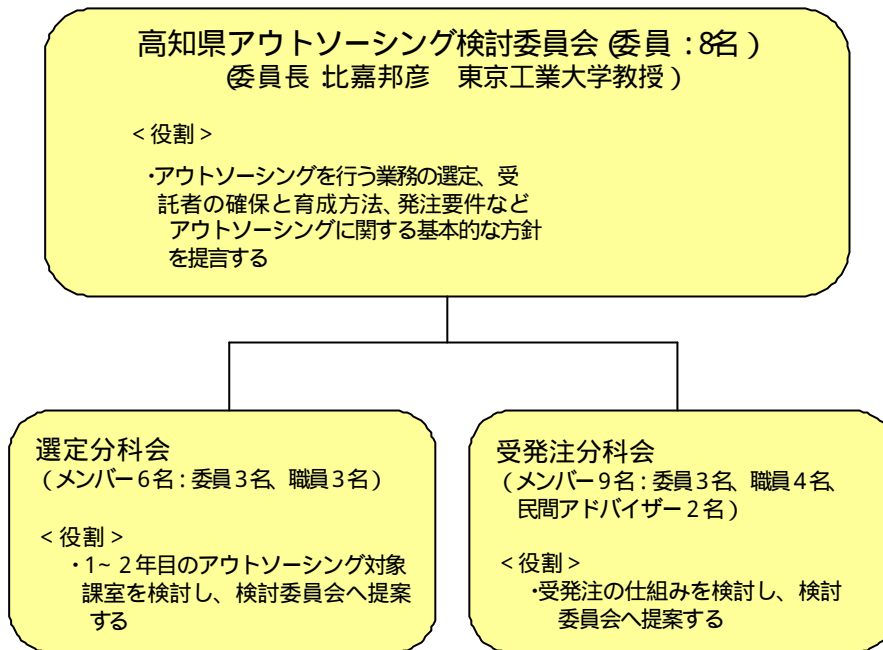 高知県アウトソーシング検討委員会（委員：8名）
（委員長：比嘉邦彦　東京工業大学教授）
＜役割＞
・アウトソーシングを行う業務の選定、受
託者の確保と育成方法、発注要件など
アウトソーシングに関する基本的な方針
を提言する
選定分科会
（メンバー6名：委員3名、職員3名）
＜役割＞
・1~2年目のアウトソーシング対象
課室を検討し、検討委員会へ提案
する
受発注分科会
（メンバー9名：委員3名、職員4名、
民間アドバイザー2名）
＜役割＞
・受発注の仕組みを検討し、検討
委員会へ提案する